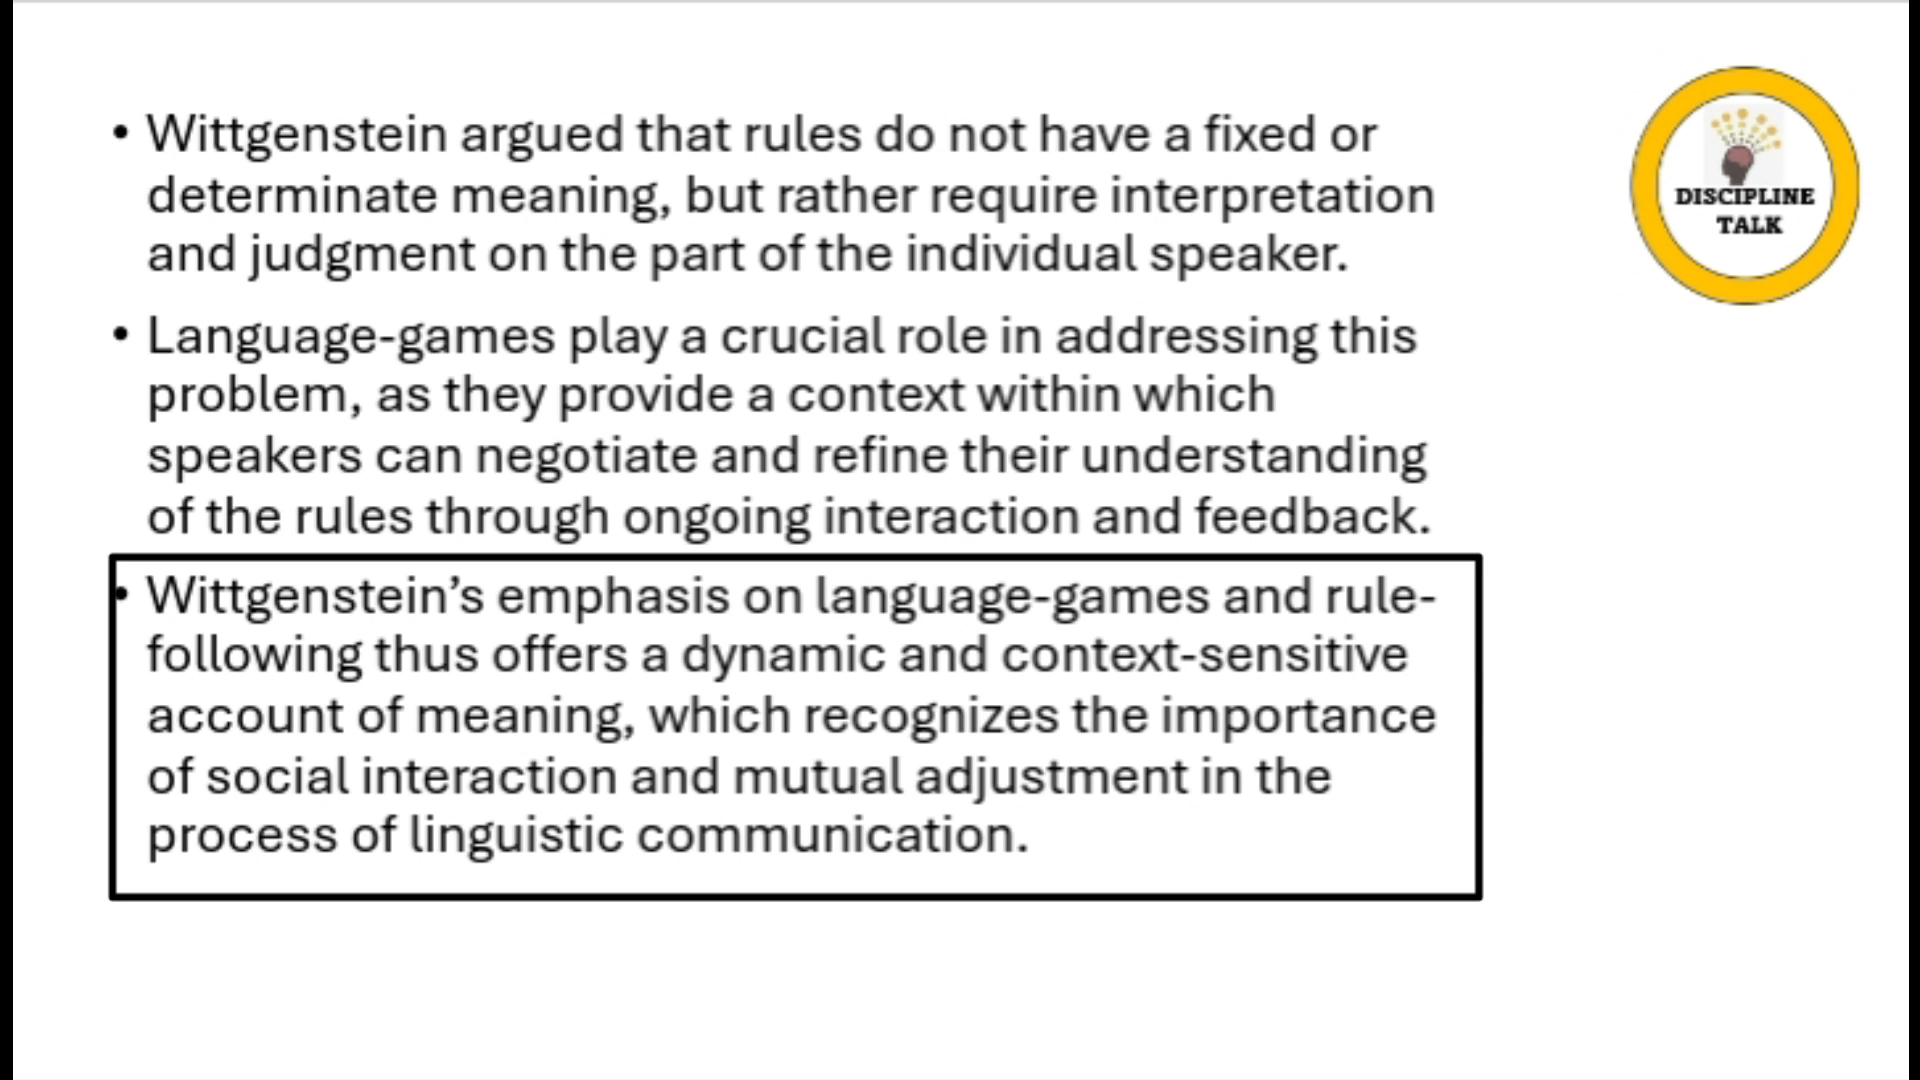 • Wittgenstein argued that rules do not have a fixed or
determinate meaning, but rather require interpretation
and judgment on the part of the individual speaker.
• Language-games play a crucial role in addressing this
problem, as they provide a context within which
speakers can negotiate and refine their understanding
of the rules through ongoing interaction and feedback.
• Wittgenstein’s emphasis on language-games and rule-
following thus offers a dynamic and context-sensitive
account of meaning, which recognizes the importance
of social interaction and mutual adjustment in the
process of linguistic communication.
DISCIPLINE
TALK